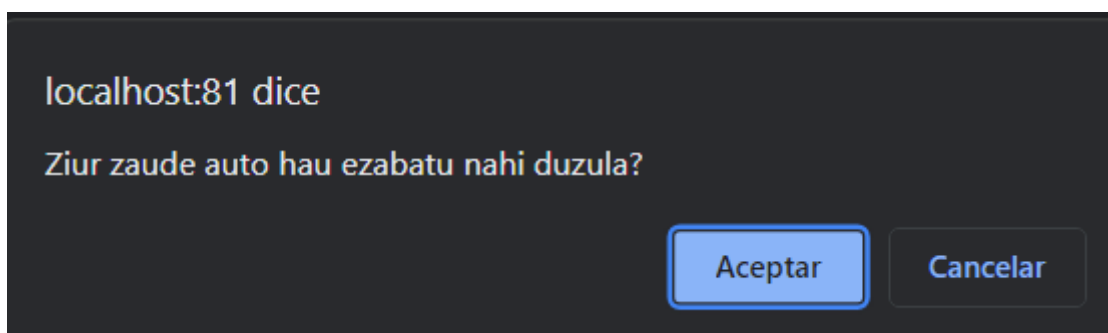 localhost:81 dice
Ziur zaude auto hau ezabatu nahi duzula?
Aceptar Cancelar